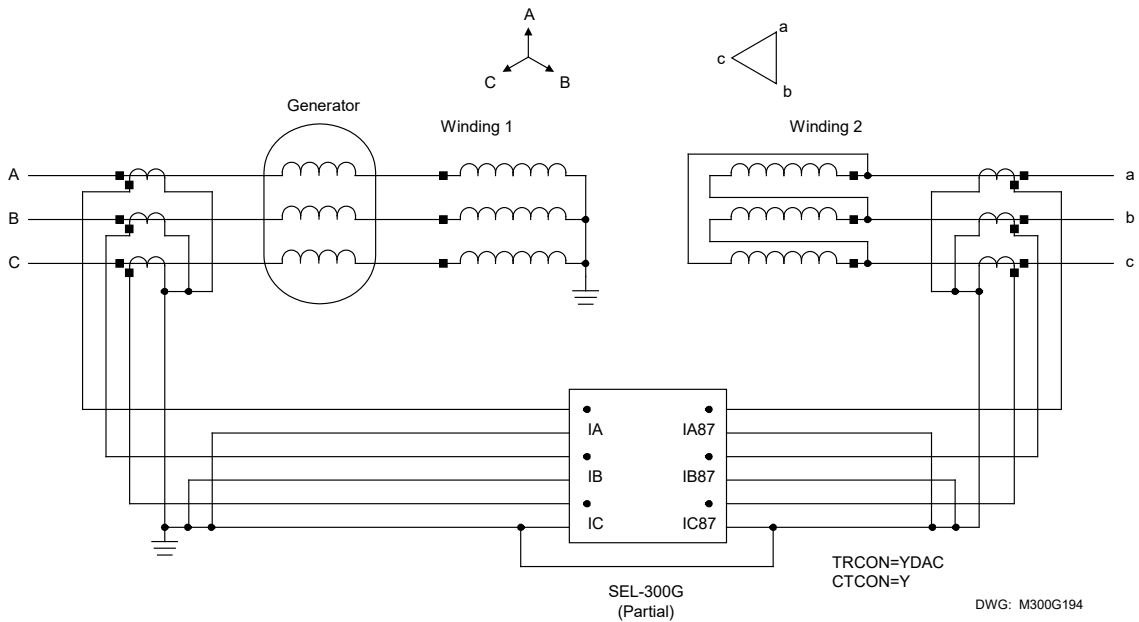 A
C
B
a
c
b
Generator
Winding 1
Winding 2
A
a
B
b
C
c
IA
IA87
IB
IB87
IC
IC87
TRCON=YDAC
CTCON=Y
SEL-300G
(Partial)
DWG: M300G194